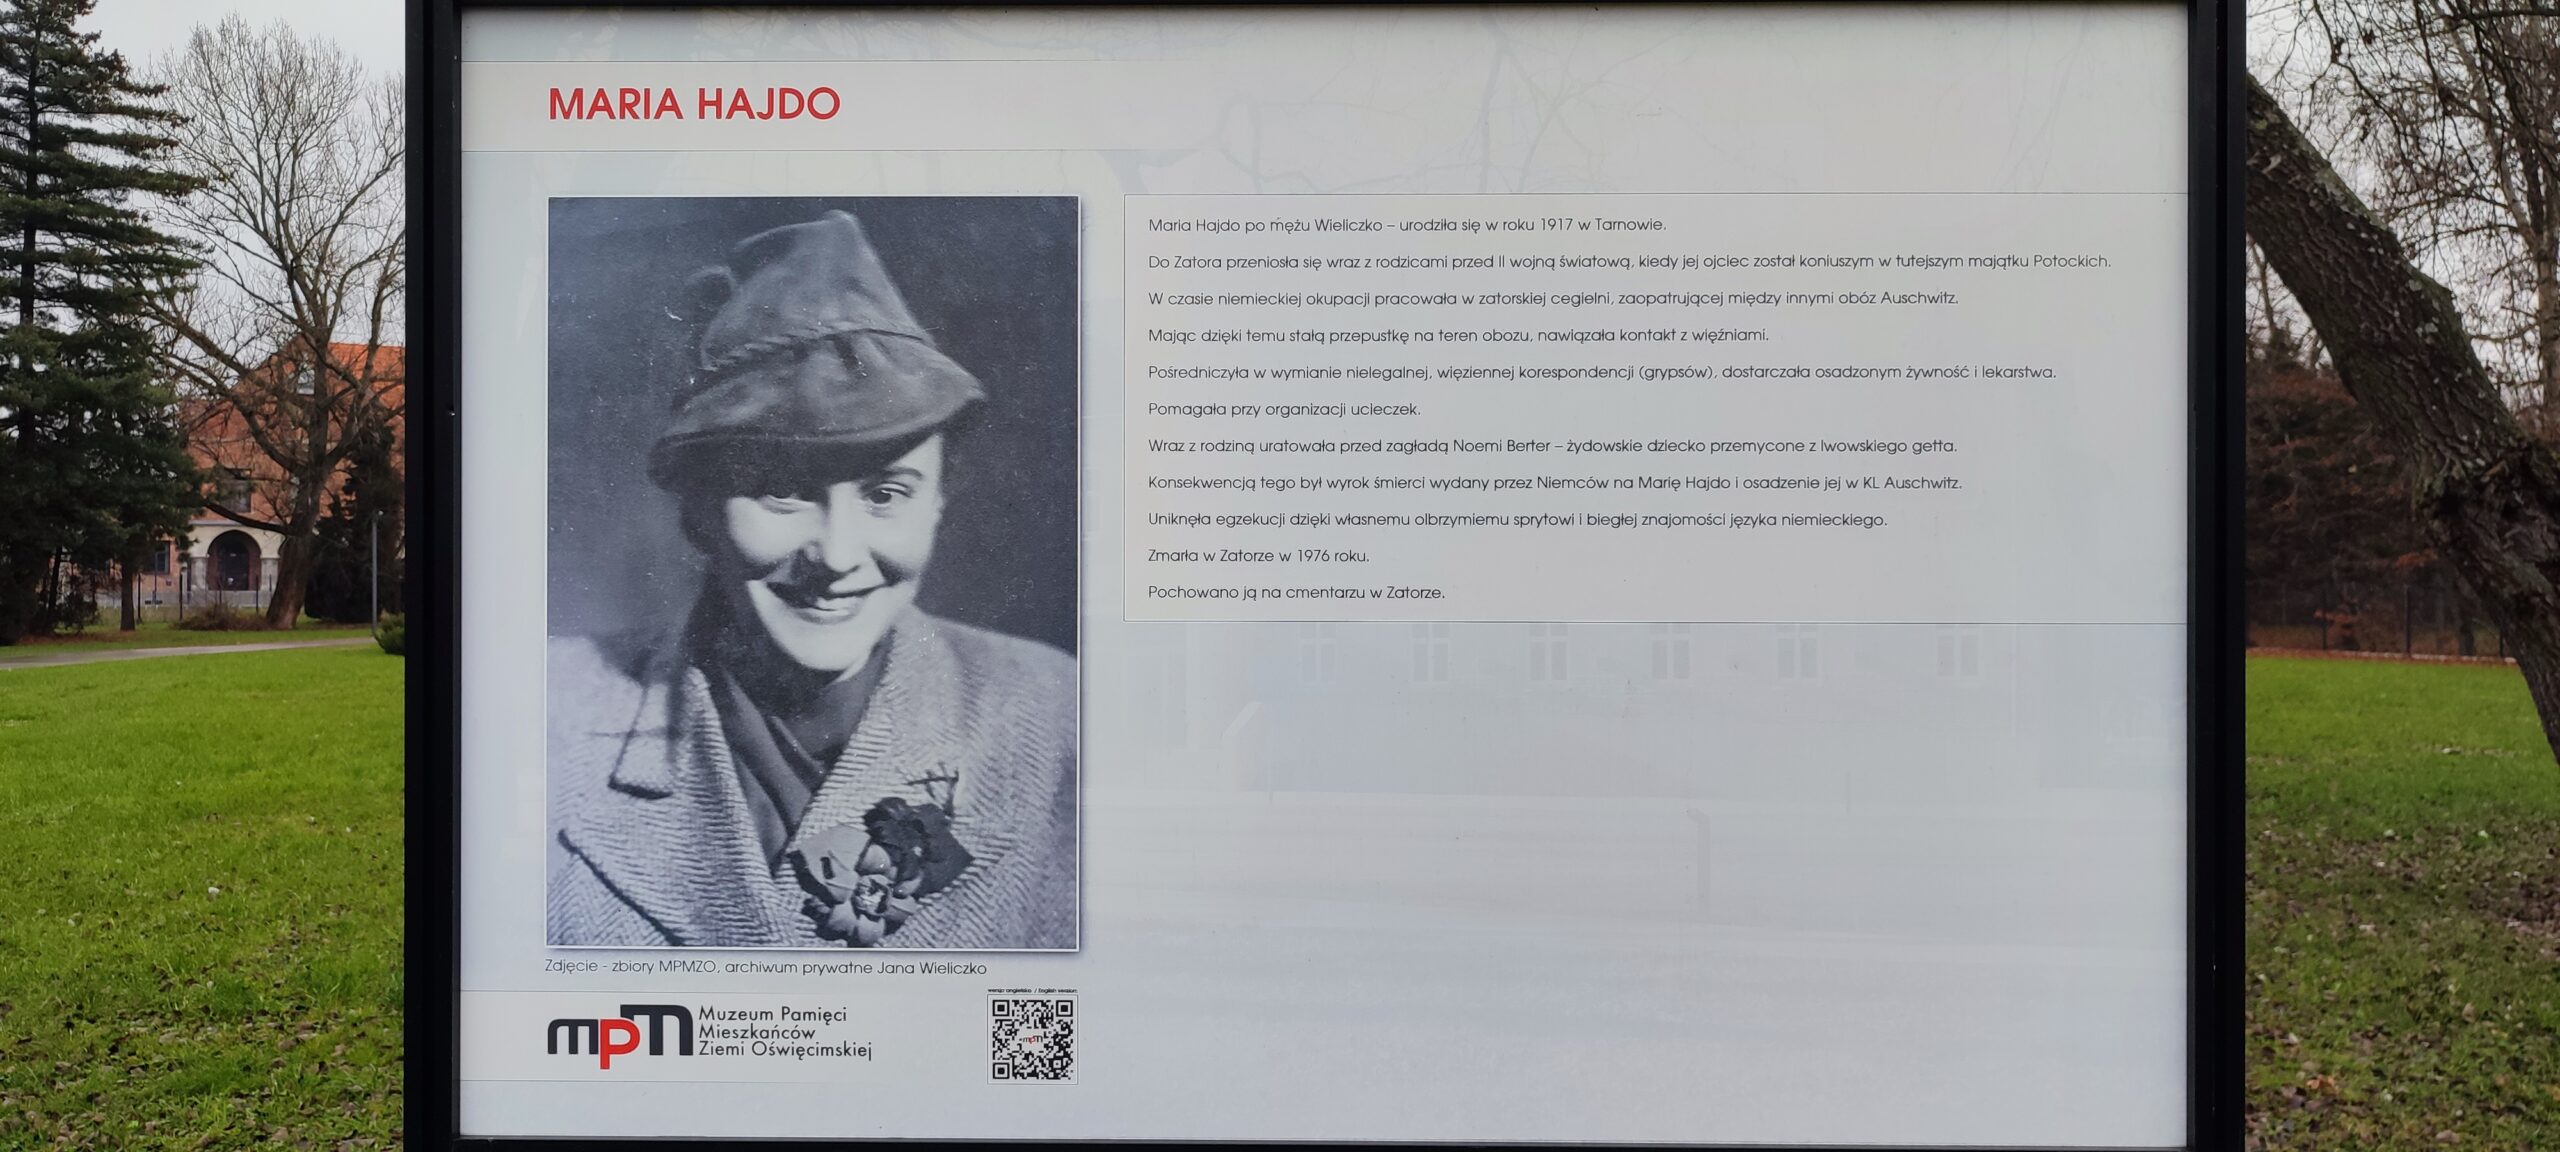 MARIA HAJDO
Maria Hajdo po mężu Wieliczko – urodziła się w roku 1917 w Tarnowie.
Do Zatora przeniosła się wraz z rodzicami przed II wojną światową, kiedy jej ojciec został koniuszym w tutejszym majątku Potockich.
W czasie niemieckiej okupacji pracowała w zatorskiej cegielni, zaopatrującej między innymi obóz Auschwitz.
Mając dzięki temu stałą przepustkę na teren obozu, nawiązała kontakt z więźniami.
Pośredniczyła w wymianie nielegalnej, więziennej korespondencji (grypsów), dostarczała osadzonym żywność i lekarstwa.
Pomagała przy organizacji ucieczek.
Wraz z rodziną uratowała przed zagładą Noemi Berter – żydowskie dziecko przemycone z lwowskiego getta.
Konsekwencją tego był wyrok śmierci wydany przez Niemców na Marię Hajdo i osadzenie jej w KL Auschwitz.
Uniknęła egzekucji dzięki własnemu olbrzymiemu sprytowi i biegłej znajomości języka niemieckiego.
Zmarła w Zatorze w 1976 roku.
Pochowano ją na cmentarzu w Zatorze.
Zdjęcie - zbiory MPMZO, archiwum prywatne Jana Wieliczko
wersja angielska / English version:
mpm
Muzeum Pamięci
Mieszkańców
Ziemi Oświęcimskiej
mpm